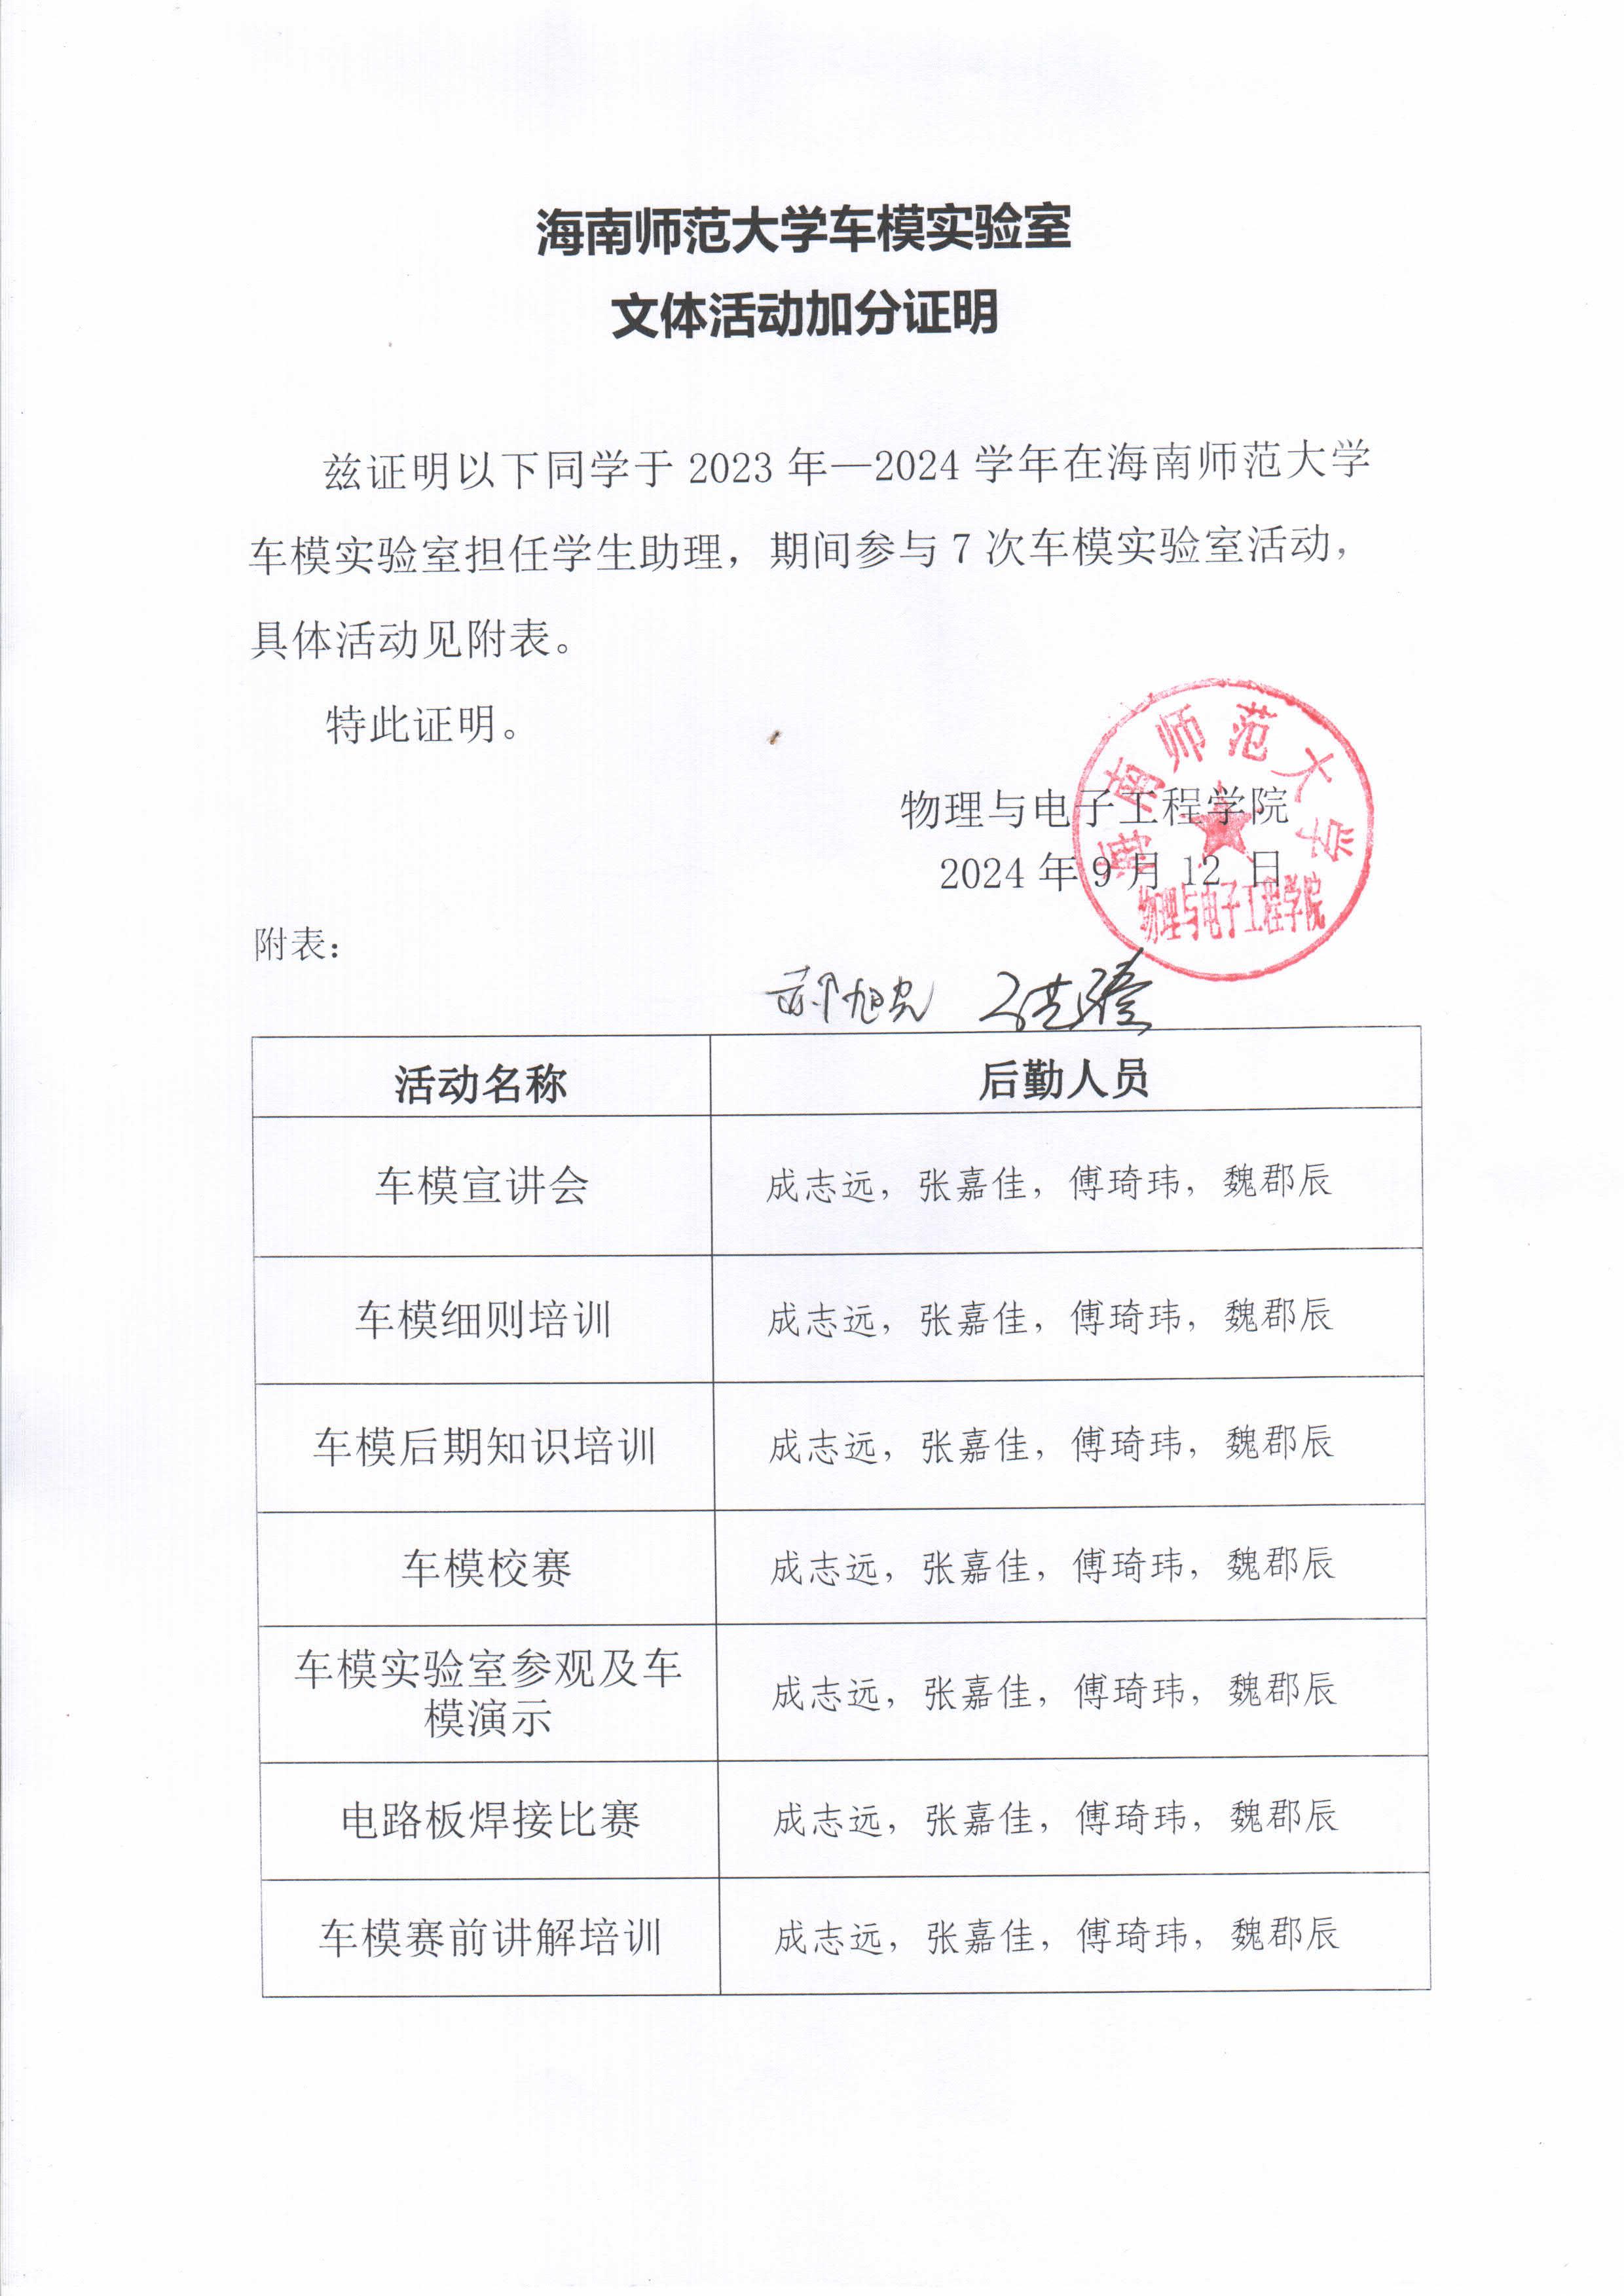 海南师范大学车模实验室
文体活动加分证明
兹证明以下同学于 2023 年—2024 学年在海南师范大学
车模实验室担任学生助理，期间参与 7 次车模实验室活动，
具体活动见附表。
特此证明。
物理与电子工程学院
2024 年 9 月 12 日
海南师范大学
物理与电子工程学院
附表：
活动名称 后勤人员
车模宣讲会 成志远，张嘉佳，傅琦玮，魏郡辰
车模细则培训 成志远，张嘉佳，傅琦玮，魏郡辰
车模后期知识培训 成志远，张嘉佳，傅琦玮，魏郡辰
车模校赛 成志远，张嘉佳，傅琦玮，魏郡辰
车模实验室参观及车
模演示 成志远，张嘉佳，傅琦玮，魏郡辰
电路板焊接比赛 成志远，张嘉佳，傅琦玮，魏郡辰
车模赛前讲解培训 成志远，张嘉佳，傅琦玮，魏郡辰